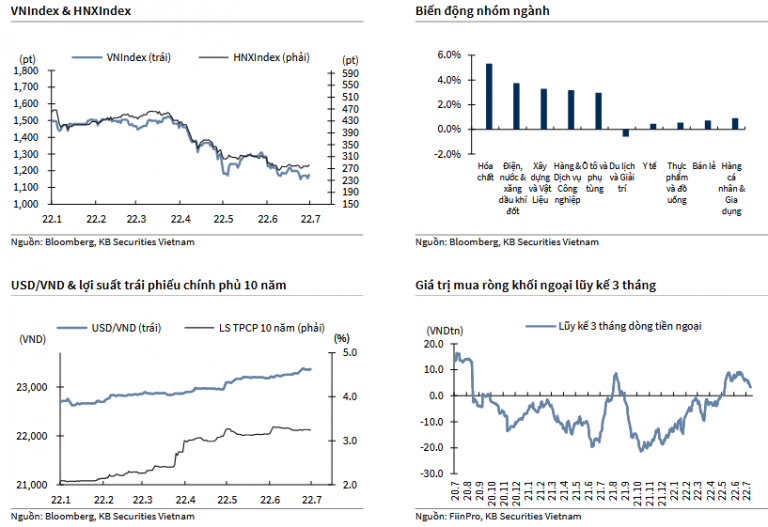 VNIndex & HNXIndex
(pt)
VNIndex (trái)
HNXIndex (phải)
(pt)
1,800
1,700
1,600
1,500
1,400
1,300
1,200
1,100
1,000
590
550
510
470
430
390
350
310
270
230
190
150
22.1 22.2 22.3 22.4 22.5 22.6 22.7
Nguồn: Bloomberg, KB Securities Vietnam
Biến động nhóm ngành
6.0%
4.0%
2.0%
0.0%
-2.0%
Hóa
chất
Điện,
nước &
xăng
dầu khí
đốt
Xây
dựng
và Vật
Liệu
Hàng &
Dịch vụ
Công
nghiệp
Ô tô và
phụ
tùng
Du lịch
và Giải
trí
Y tế
Thực
phẩm
và đồ
uống
Bán lẻ
Hàng
cá
nhân &
Gia
dụng
Nguồn: Bloomberg, KB Securities Vietnam
USD/VND & lợi suất trái phiếu chính phủ 10 năm
(VND)
USD/VND (trái)
LS TPCP 10 năm (phải)
(%)
23,000
22,000
21,000
5.0
4.0
3.0
2.0
22.1 22.2 22.3 22.4 22.5 22.6 22.7
Nguồn: Bloomberg, KB Securities Vietnam
Giá trị mua ròng khối ngoại lũy kế 3 tháng
(VNDtn)
Lũy kế 3 tháng dòng tiền ngoại
20.0
10.0
0.0
-10.0
-20.0
-30.0
20.7
20.8
20.9
20.10
20.11
20.12
21.1
21.2
21.3
21.4
21.5
21.6
21.7
21.8
21.9
21.10
21.11
21.12
22.1
22.2
22.3
22.4
22.5
22.6
22.7
Nguồn: FiinPro, KB Securities Vietnam